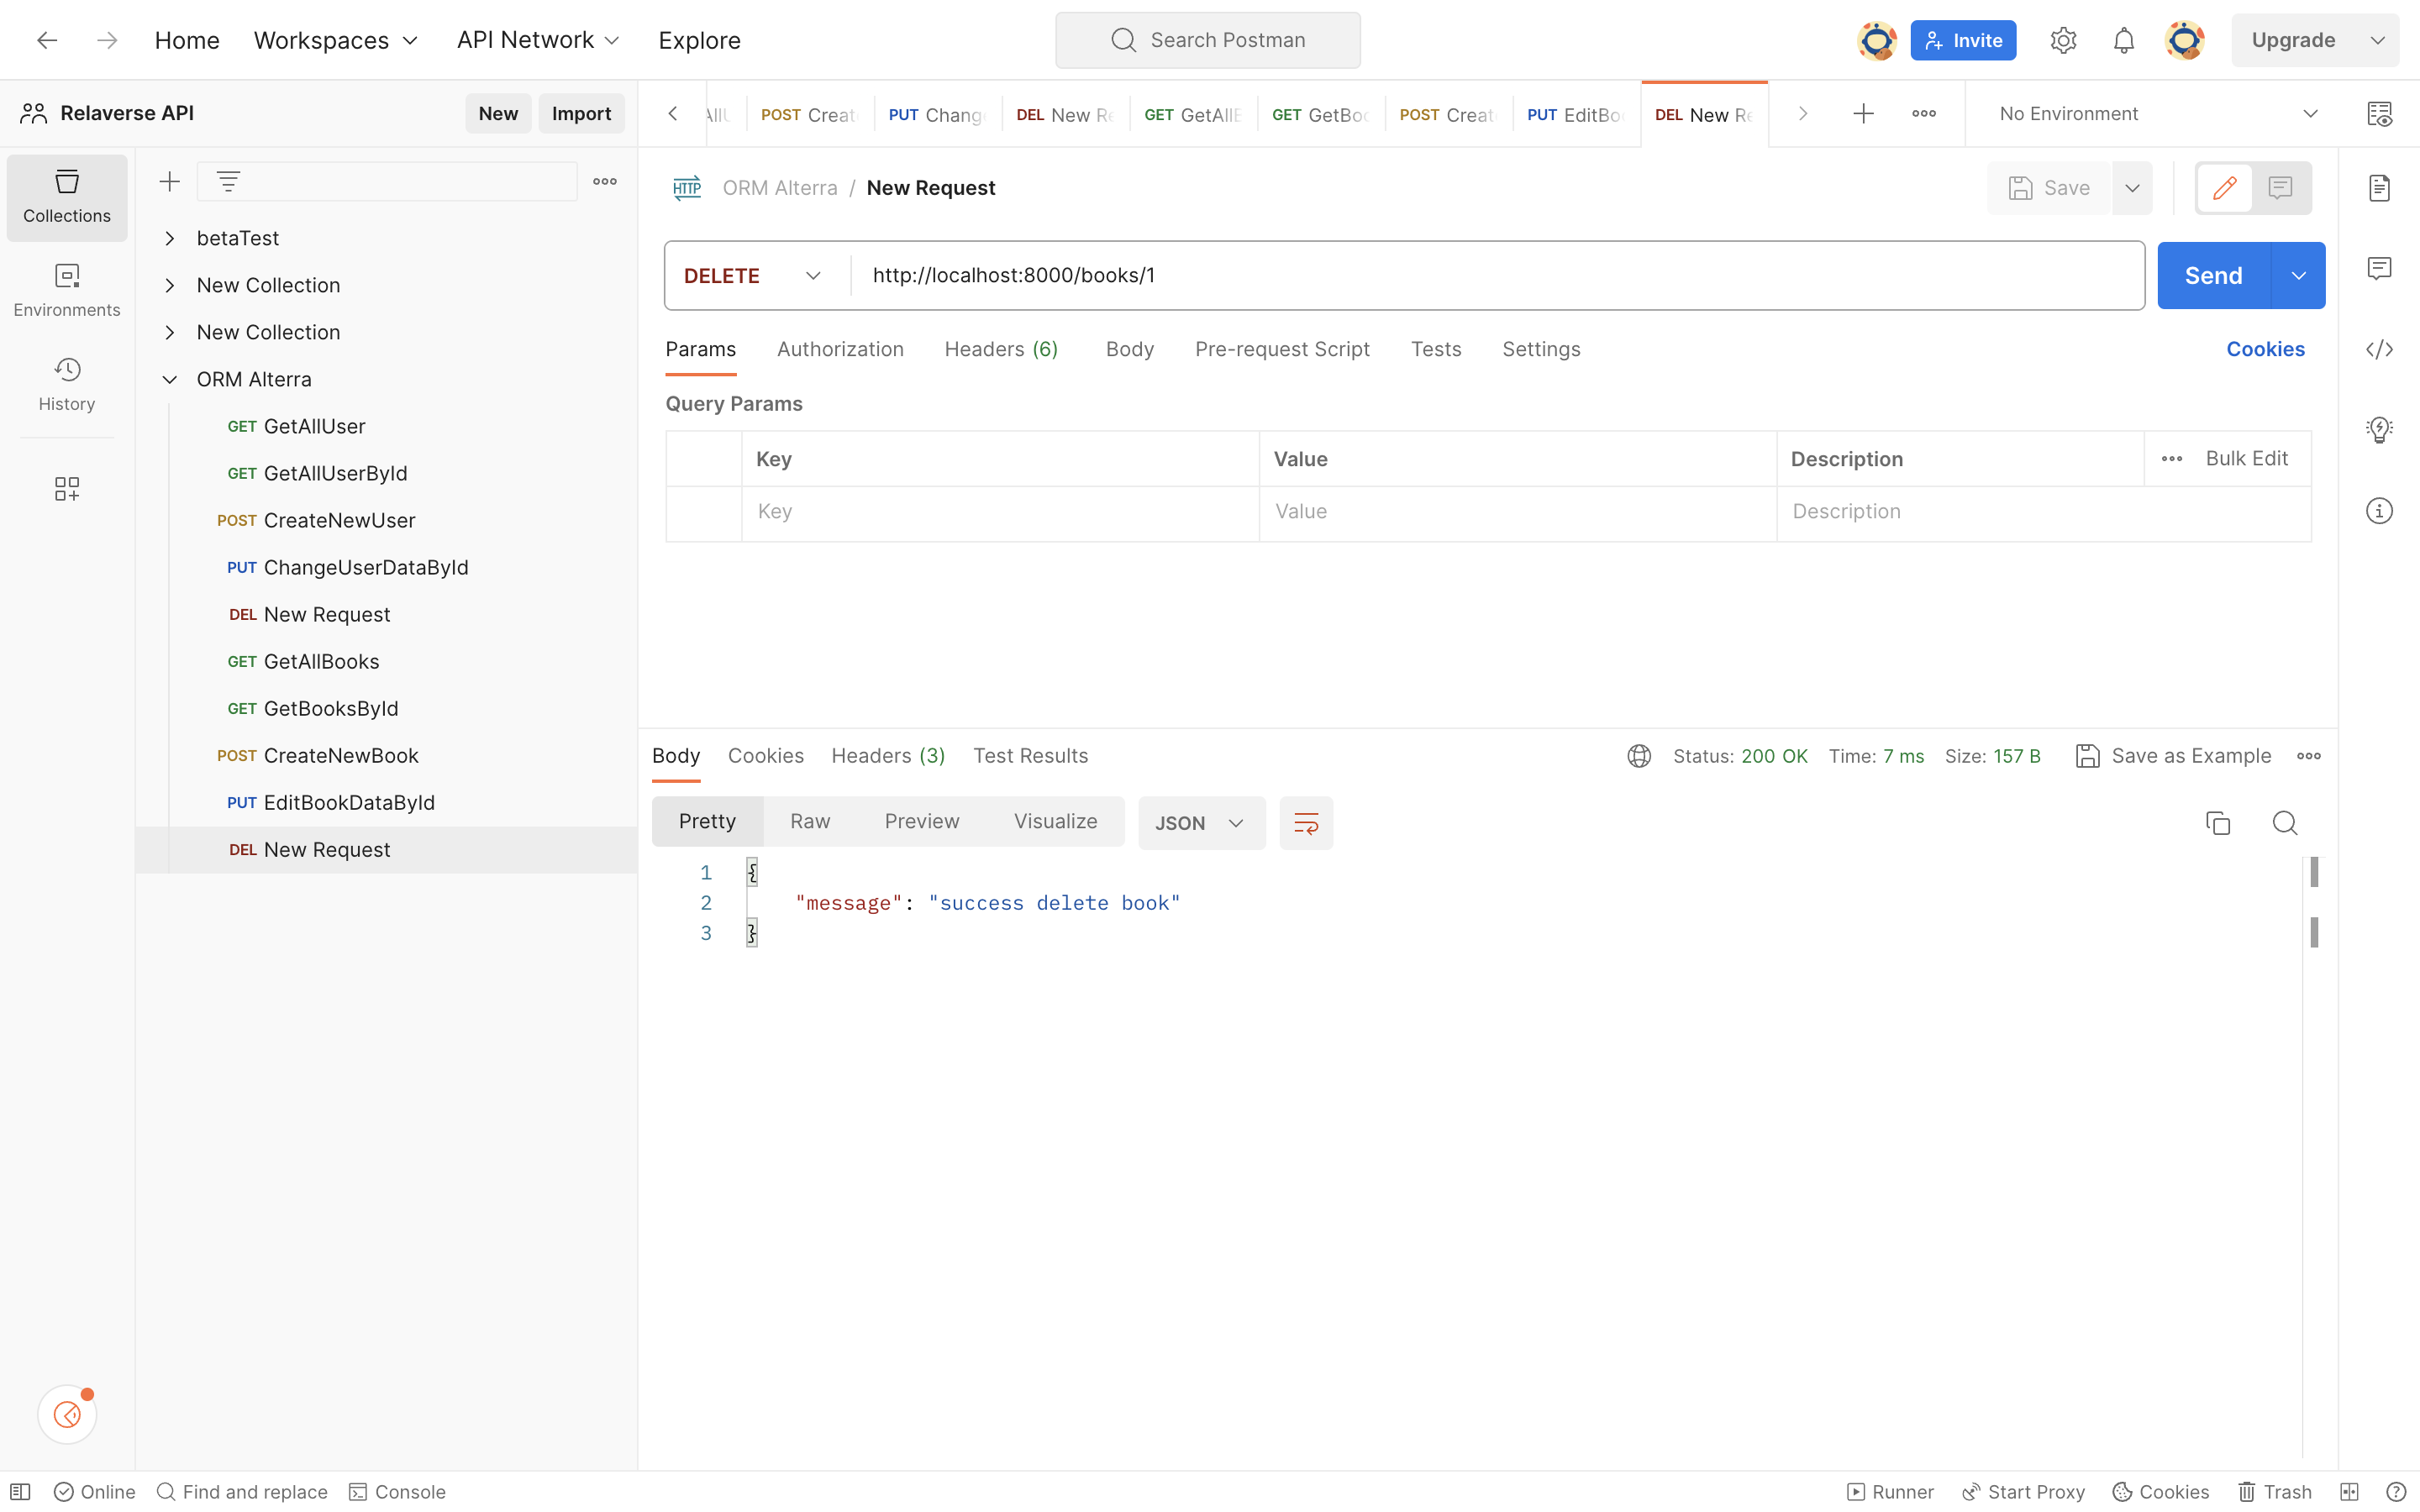 Home Workspaces API Network Explore Search Postman Invite Upgrade
Relaverse API New Import
POST Creat PUT Chang DEL New Re GET GetAllB GET GetBoo POST Creat PUT EditBo DEL New Re No Environment
Collections
Environments
History
betaTest
New Collection
New Collection
ORM Alterra
GET GetAllUser
GET GetAllUserById
POST CreateNewUser
PUT ChangeUserDataById
DEL New Request
GET GetAllBooks
GET GetBooksById
POST CreateNewBook
PUT EditBookDataById
DEL New Request
HTTP ORM Alterra / New Request Save
DELETE http://localhost:8000/books/1 Send
Params Authorization Headers (6) Body Pre-request Script Tests Settings Cookies
Query Params
Key Value Description Bulk Edit
Key Value Description
Body Cookies Headers (3) Test Results Status: 200 OK Time: 7 ms Size: 157 B Save as Example
Pretty Raw Preview Visualize JSON
1 {
2 "message": "success delete book"
3 }
Online Find and replace Console Runner Start Proxy Cookies Trash